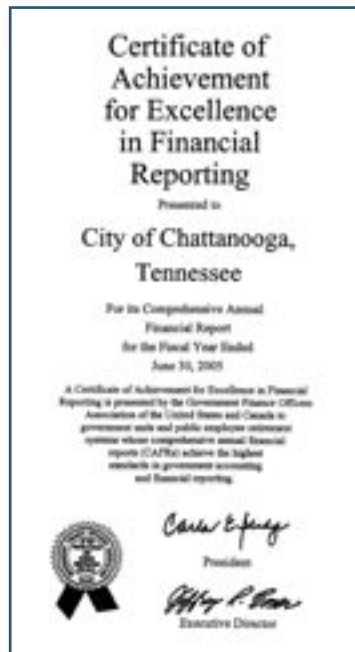 Certificate of
Achievement
for Excellence
in Financial
Reporting
Presented to
City of Chattanooga,
Tennessee
For its Comprehensive Annual
Financial Report
for the Fiscal Year Ended
June 30, 2005
A Certificate of Achievement for Excellence in Financial
Reporting is presented by the Government Finance Officers
Association of the United States and Canada to
government units and public employee retirement
systems whose comprehensive annual financial
reports (CAFRs) achieve the highest
standards in government accounting
and financial reporting.
President
Executive Director